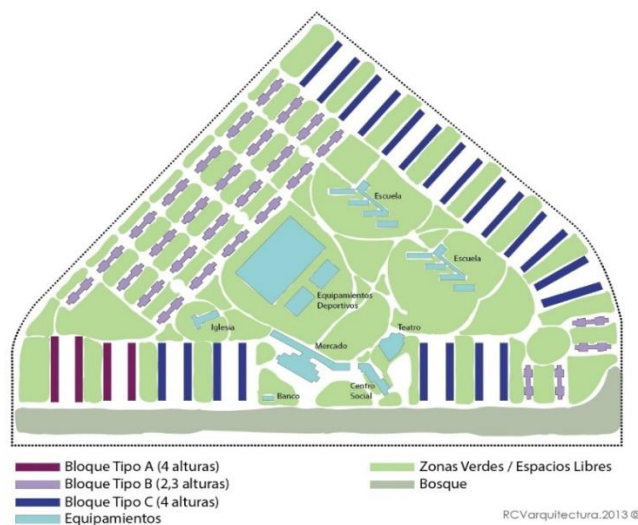 Escuela
Escuela
Equipamientos
Deportivos
Iglesia
Teatro
Mercado
Centro
Social
Banco
Bloque Tipo A (4 alturas)
Bloque Tipo B (2,3 alturas)
Bloque Tipo C (4 alturas)
Equipamientos
Zonas Verdes / Espacios Libres
Bosque
RCVarquitectura.2013 ©